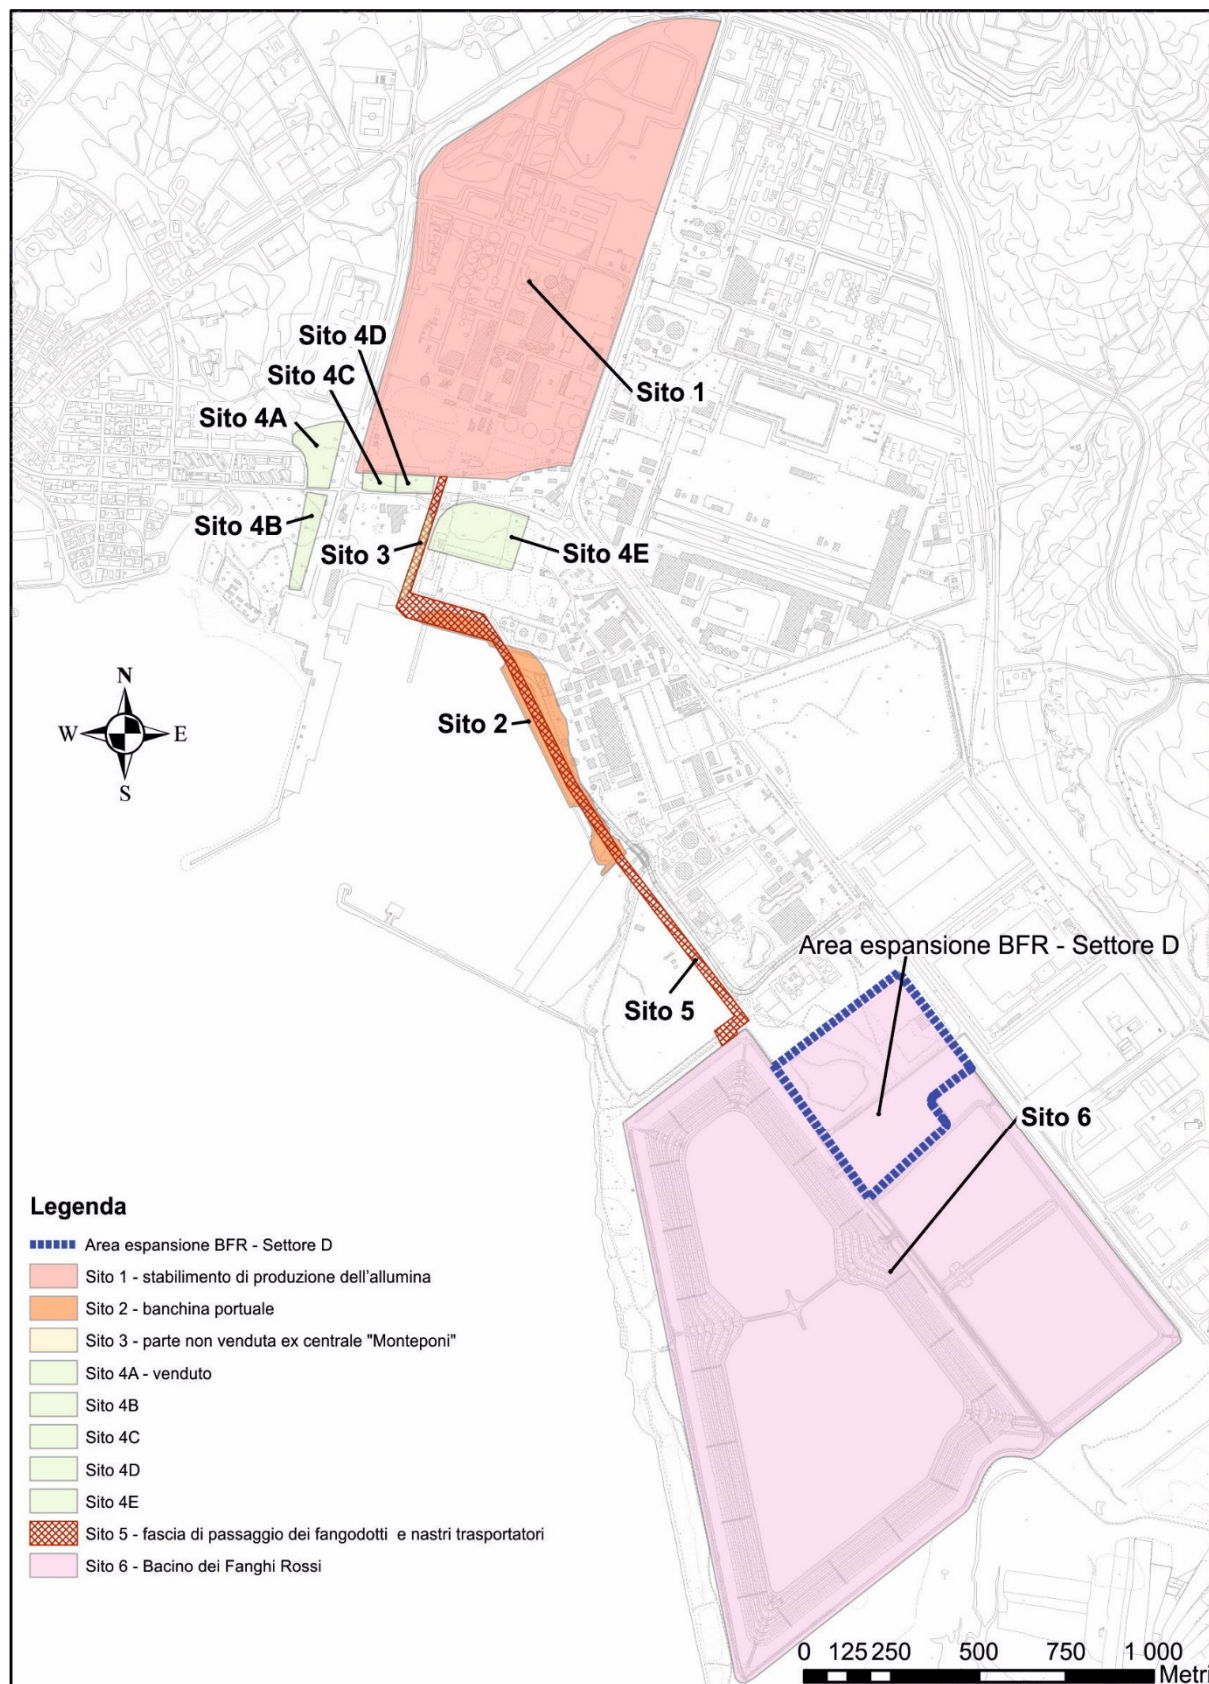 Sito 4D
Sito 4C
Sito 1
Sito 4A
Sito 4B
Sito 3
Sito 4E
N
W
E
S
Sito 2
Area espansione BFR - Settore D
Sito 5
Sito 6
Legenda
Area espansione BFR - Settore D
Sito 1 - stabilimento di produzione dell'allumina
Sito 2 - banchina portuale
Sito 3 - parte non venduta ex centrale "Monteponi"
Sito 4A - venduto
Sito 4B
Sito 4C
Sito 4D
Sito 4E
Sito 5 - fascia di passaggio dei fangodotti e nastri trasportatori
Sito 6 - Bacino dei Fanghi Rossi
0 125 250 500 750 1 000
Metri